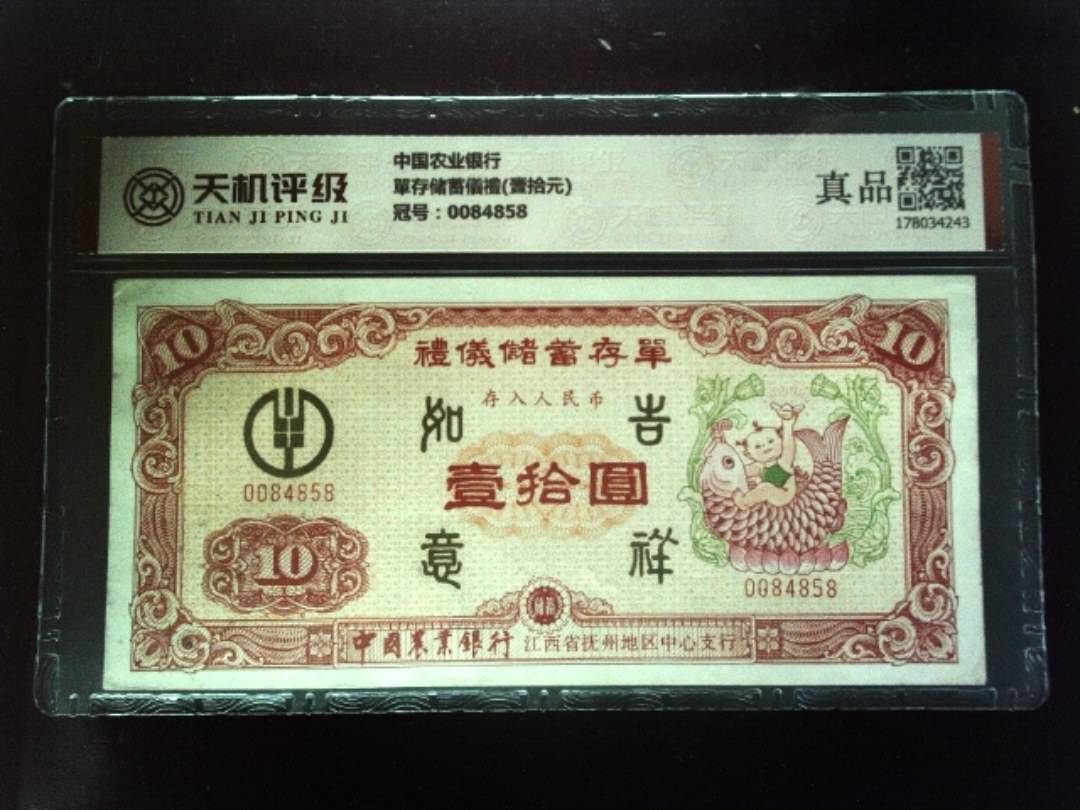 天机评级
TIAN JI PING JI
中国农业银行
單存储蓄儀禮(壹拾元)
冠号：0084858
真品
178034243
10
10
禮儀儲蓄存單
存入人民币
如 吉
壹拾圓
意 祥
0084858
10
0084858
中國農業銀行 江西省抚州地区中心支行